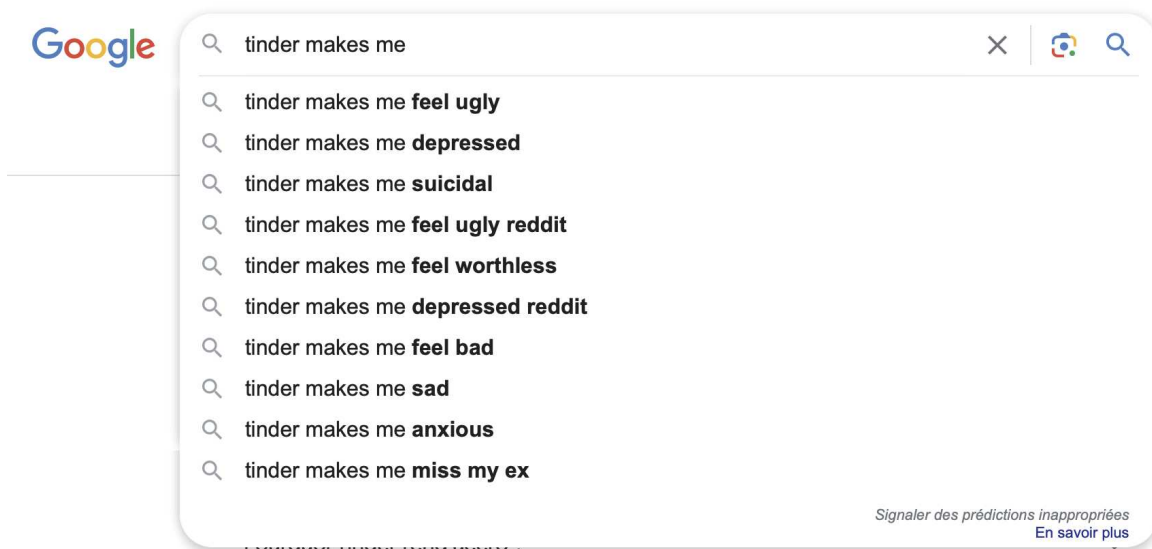 Google
tinder makes me
tinder makes me feel ugly
tinder makes me depressed
tinder makes me suicidal
tinder makes me feel ugly reddit
tinder makes me feel worthless
tinder makes me depressed reddit
tinder makes me feel bad
tinder makes me sad
tinder makes me anxious
tinder makes me miss my ex
Signaler des prédictions inappropriées
En savoir plus